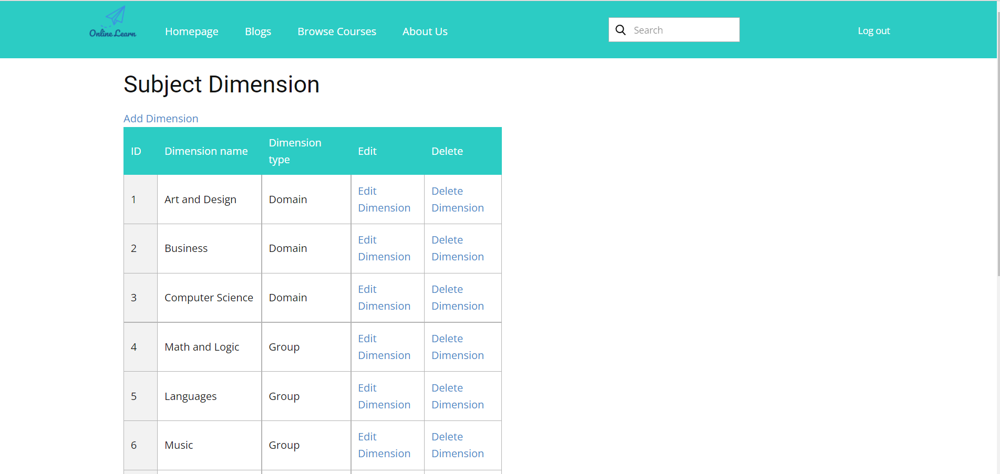 Online Learn
Homepage Blogs Browse Courses About Us Search Log out
Subject Dimension
Add Dimension
ID Dimension name Dimension type Edit Delete
1 Art and Design Domain Edit Dimension Delete Dimension
2 Business Domain Edit Dimension Delete Dimension
3 Computer Science Domain Edit Dimension Delete Dimension
4 Math and Logic Group Edit Dimension Delete Dimension
5 Languages Group Edit Dimension Delete Dimension
6 Music Group Edit Dimension Delete Dimension